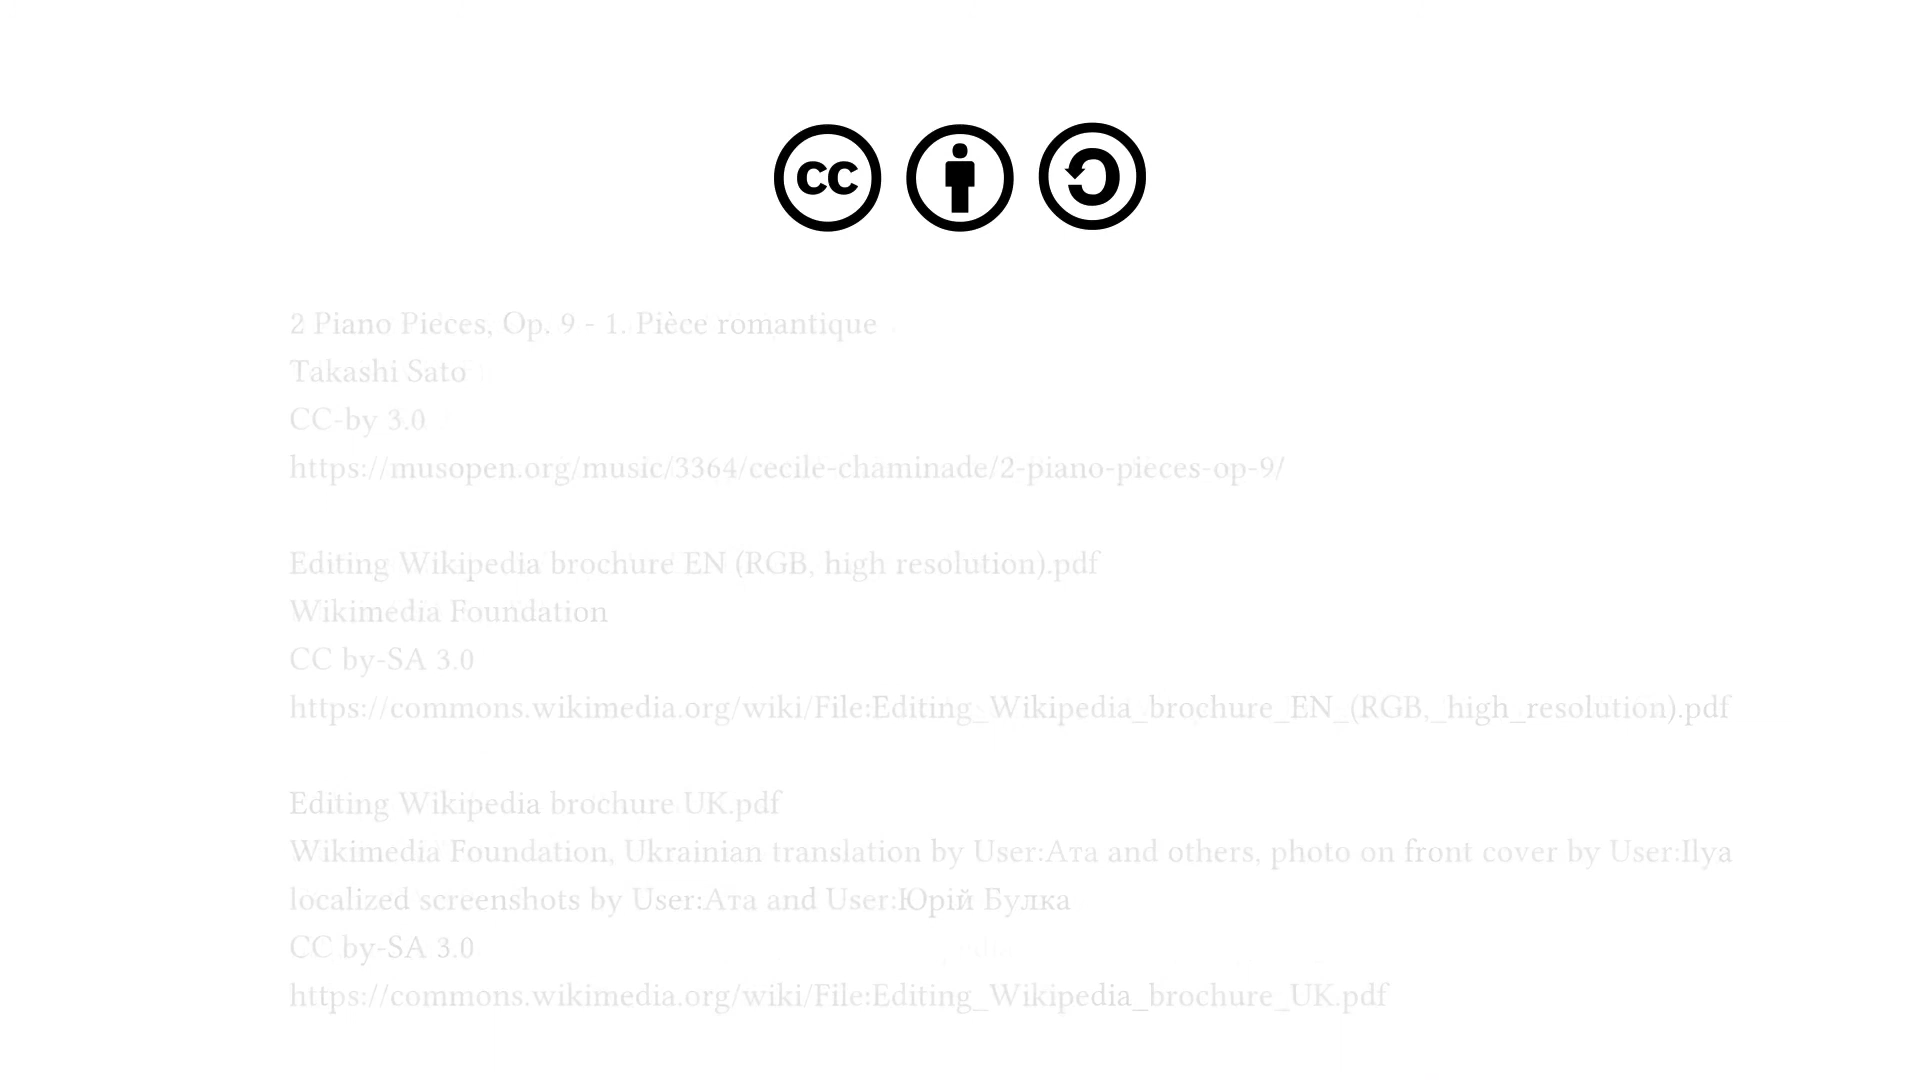 cc
2 Piano Pieces, Op. 9 - 1. Pièce romantique
Takashi Sato
CC-by 3.0
https://musopen.org/music/3364/cecile-chaminade/2-piano-pieces-op-9/
Editing Wikipedia brochure EN (RGB, high resolution).pdf
Wikimedia Foundation
CC by-SA 3.0
https://commons.wikimedia.org/wiki/File:Editing_Wikipedia_brochure_EN_(RGB,_high_resolution).pdf
Editing Wikipedia brochure UK.pdf
Wikimedia Foundation, Ukrainian translation by User:Ата and others, photo on front cover by User:Ilya
localized screenshots by User:Ата and User:Юрій Булка
CC by-SA 3.0
https://commons.wikimedia.org/wiki/File:Editing_Wikipedia_brochure_UK.pdf